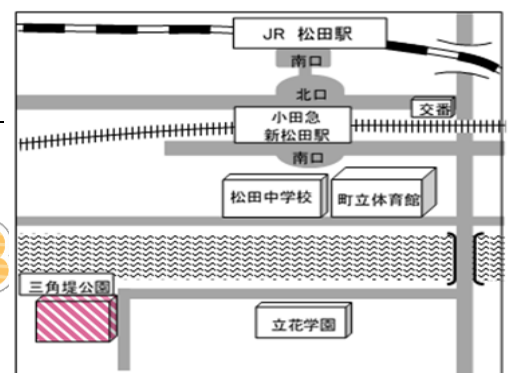 JR 松田駅
南口
北口
交番
小田急
新松田駅
南口
松田中学校
町立体育館
三角堤公園
立花学園